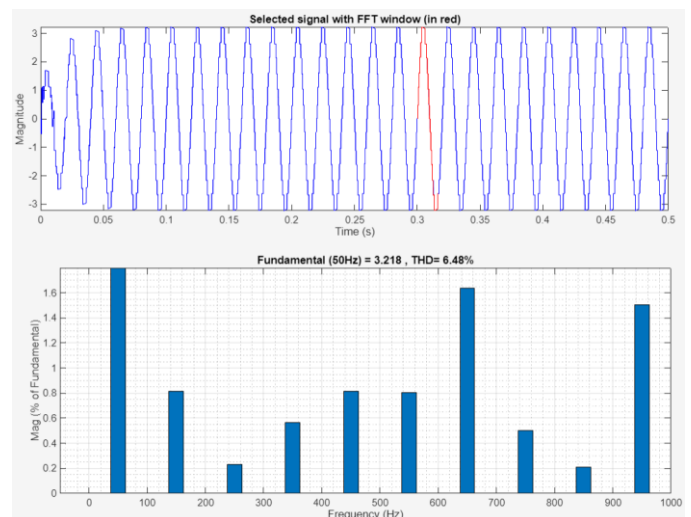 Selected signal with FFT window (in red)
3
2
1
0
-1
-2
-3
Magnitude
0 0.05 0.1 0.15 0.2 0.25 0.3 0.35 0.4 0.45 0.5
Time (s)
Fundamental (50Hz) = 3.218 , THD= 6.48%
1.6
1.4
1.2
1
0.8
0.6
0.4
0.2
0
Mag (% of Fundamental)
0 100 200 300 400 500 600 700 800 900 1000
Frequency (Hz)